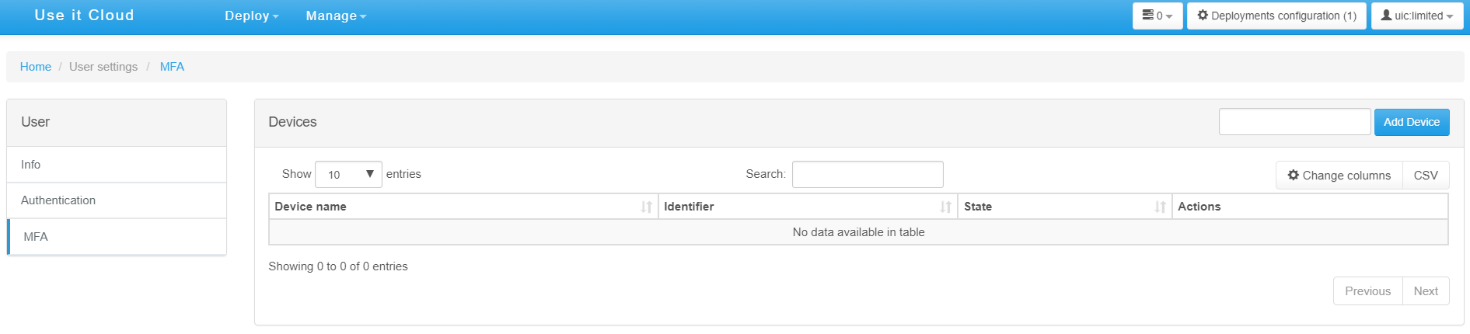 Use it Cloud Deploy Manage 0 Deployments configuration (1) uic:limited
Home / User settings / MFA
User
Info
Authentication
MFA
Devices Add Device
Show 10 entries Search: Change columns CSV
Device name Identifier State Actions
No data available in table
Showing 0 to 0 of 0 entries
Previous Next